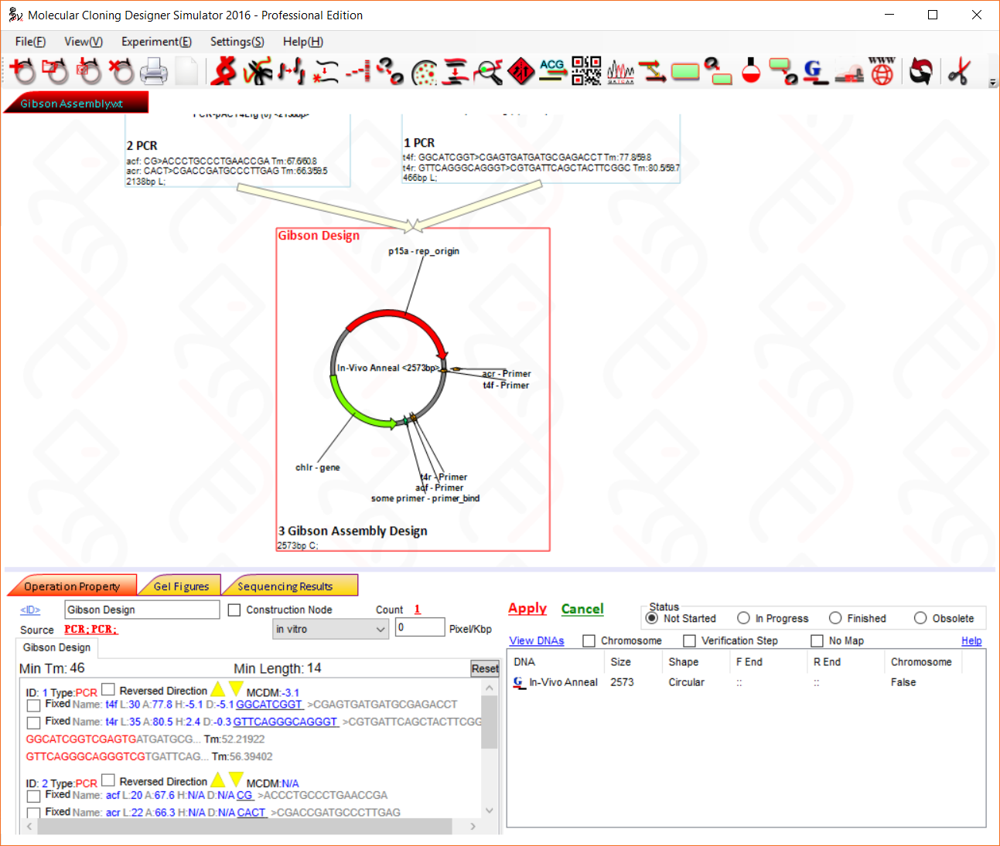 Molecular Cloning Designer Simulator 2016 - Professional Edition
File(F) View(V) Experiment(E) Settings(S) Help(H)
ACG
WWW
G
Gibson Assembly.vxt
2 PCR
acf: CG>ACCCTGCCCTGAACCGA Tm:67.6/60.8
acr: CACT>CGACCGATGCCCTTGAG Tm:66.3/59.5
2138bp L;
1 PCR
t4f: GGCATCGGT>CGAGTGATGATGCGAGACCT Tm:77.8/59.8
t4r: GTTCAGGGCAGGGT>CGTGATTCAGCTACTTCGGC Tm:80.5/59.7
466bp L;
Gibson Design
p15a - rep_origin
In-Vivo Anneal <2573bp>
acr - Primer
t4f - Primer
chlr - gene
t4r - Primer
acf - Primer
some primer - primer_bind
3 Gibson Assembly Design
2573bp C;
Operation Property Gel Figures Sequencing Results
<ID> Gibson Design Construction Node Count 1
Source PCR; PCR; in vitro 0 Pixel/Kbp
Gibson Design
Min Tm: 46 Min Length: 14 Reset
ID: 1 Type:PCR Reversed Direction MCDM:-3.1
Fixed Name: t4f L:30 A:77.8 H:-5.1 D:-5.1 GGCATCGGT >CGAGTGATGATGCGAGACCT
Fixed Name: t4r L:35 A:80.5 H:2.4 D:-0.3 GTTCAGGGCAGGGT >CGTGATTCAGCTACTTCGG
GGCATCGGTCGAGTGATGATGCG... Tm:52.21922
GTTCAGGGCAGGGTCGTGATTCAG... Tm:56.39402
ID: 2 Type:PCR Reversed Direction MCDM:N/A
Fixed Name: acf L:20 A:67.6 H:N/A D:N/A CG >ACCCTGCCCTGAACCGA
Fixed Name: acr L:22 A:66.3 H:N/A D:N/A CACT >CGACCGATGCCCTTGAG
Apply Cancel
Status
Not Started In Progress Finished Obsolete
View DNAs Chromosome Verification Step No Map Help
DNA Size Shape F End R End Chromosome
G In-Vivo Anneal 2573 Circular :: :: False